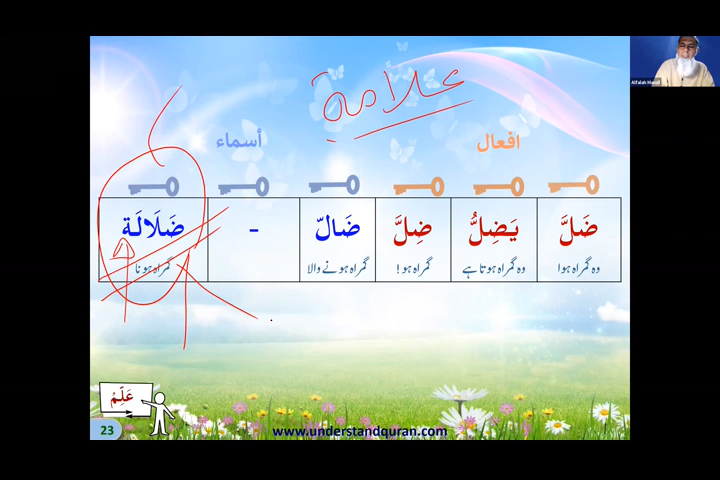 علامة
أسماء افعال
ضَلَّ يَضِلُّ ضِلَّ ضَالّ - ضَلَالَة
وہ گمراہ ہوا وہ گمراہ ہوتا ہے گمراہ ہو ! گمراہ ہونے والا گمراہ ہونا
عَلِّمْ
23
www.understandquran.com